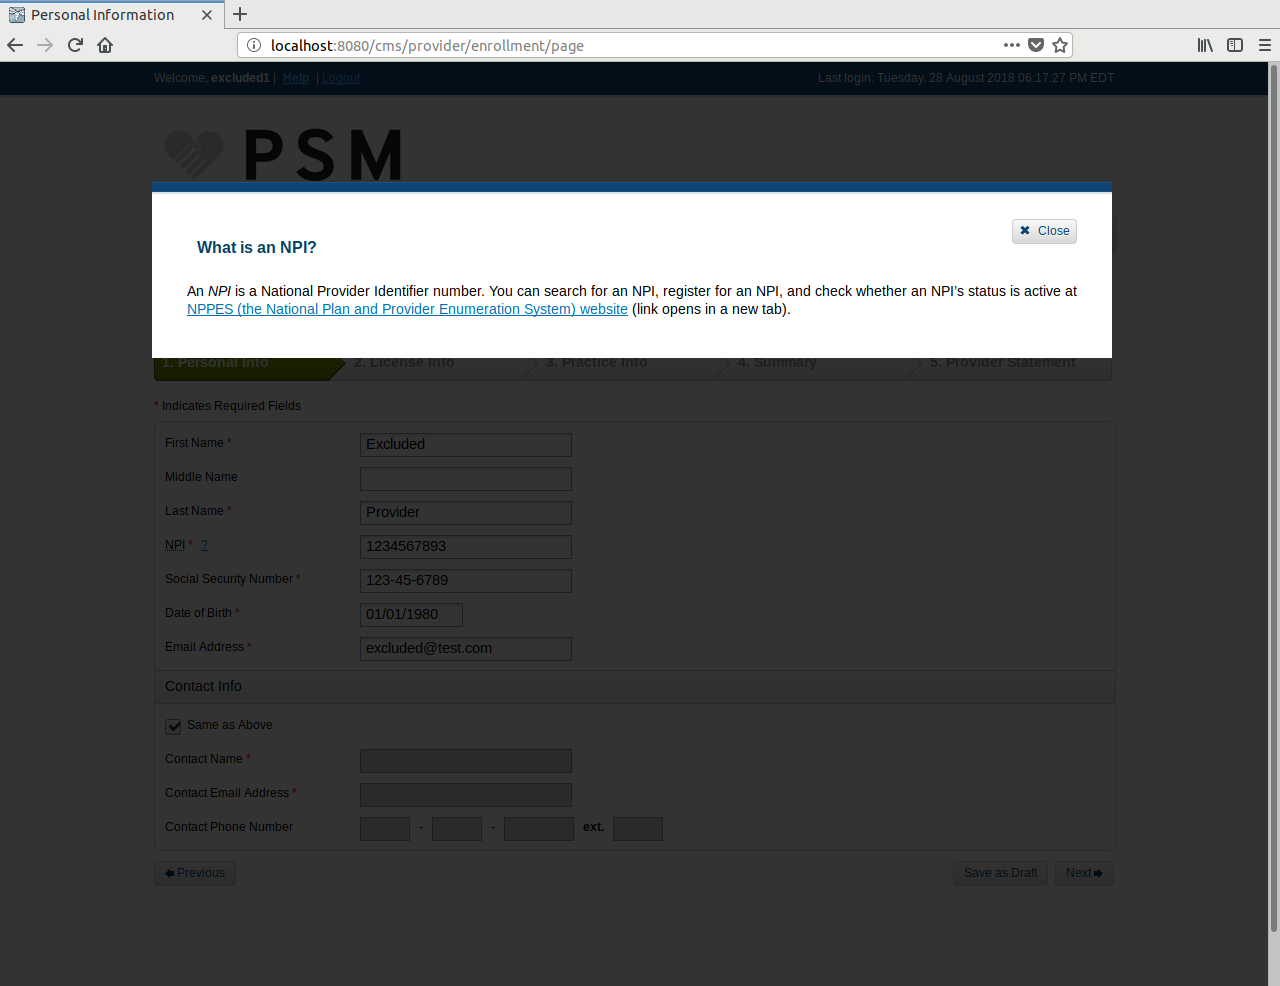 Personal Information
localhost:8080/cms/provider/enrollment/page
Welcome, excluded1 | Help | Logout
Last login: Tuesday, 28 August 2018 06:17:27 PM EDT
PSM
Close
What is an NPI?
An NPI is a National Provider Identifier number. You can search for an NPI, register for an NPI, and check whether an NPI’s status is active at
NPPES (the National Plan and Provider Enumeration System) website (link opens in a new tab).
1. Personal Info 2. License Info 3. Practice Info 4. Summary 5. Provider Statement
* Indicates Required Fields
First Name * Excluded
Middle Name
Last Name * Provider
NPI * ? 1234567893
Social Security Number * 123-45-6789
Date of Birth * 01/01/1980
Email Address * excluded@test.com
Contact Info
Same as Above
Contact Name *
Contact Email Address *
Contact Phone Number - - ext.
Previous Save as Draft Next